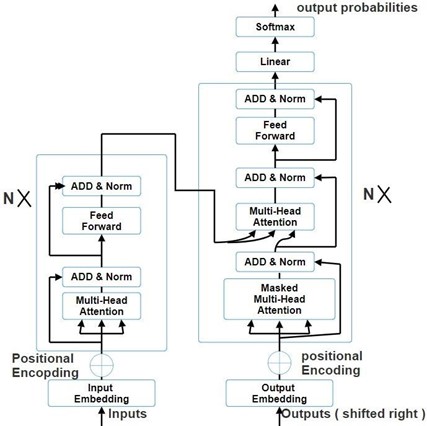 output probabilities
Softmax
Linear
ADD & Norm
Feed
Forward
ADD & Norm
Multi-Head
Attention
ADD & Norm
Masked
Multi-Head
Attention
N X
positional
Encoding
Output
Embedding
Outputs ( shifted right )
N X
ADD & Norm
Feed
Forward
ADD & Norm
Multi-Head
Attention
Positional
Encopding
Input
Embedding
Inputs